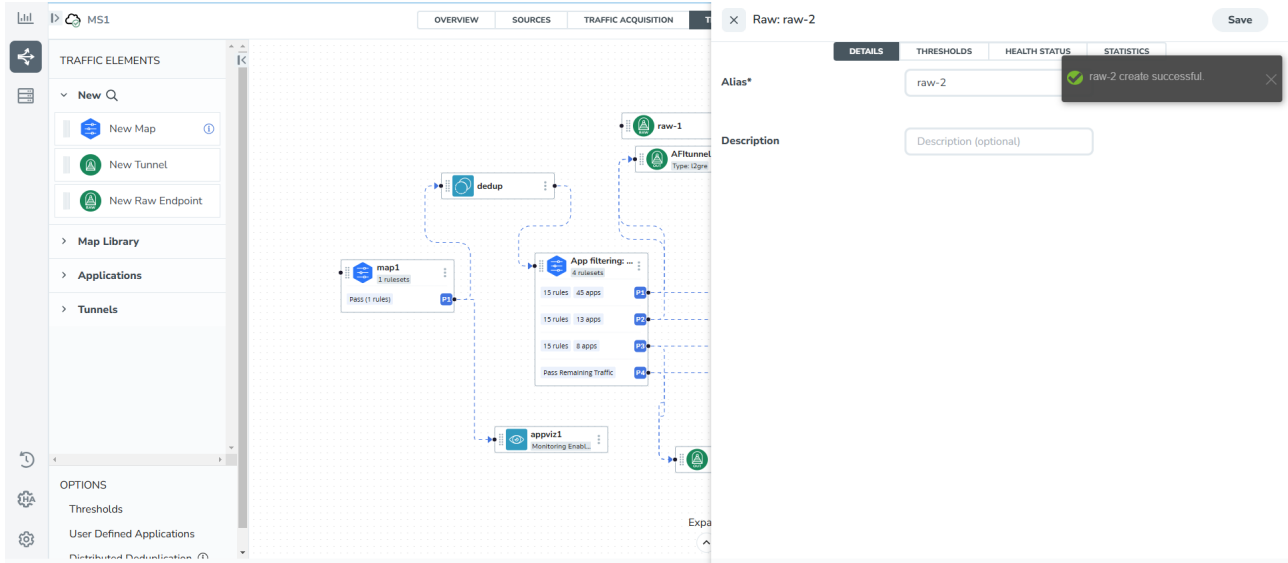 MS1
OVERVIEW
SOURCES
TRAFFIC ACQUISITION
TRAFFIC ELEMENTS
New
New Map
New Tunnel
New Raw Endpoint
Map Library
Applications
Tunnels
OPTIONS
Thresholds
User Defined Applications
Distributed Deduplication
HA
raw-1
AFItunnel
Type: l2gre
dedup
map1
1 rulesets
Pass (1 rules) P1
App filtering: ...
4 rulesets
15 rules 45 apps P1
15 rules 13 apps P2
15 rules 8 apps P3
Pass Remaining Traffic P4
appviz1
Monitoring Enabl...
Expa
Raw: raw-2
Save
DETAILS
THRESHOLDS
HEALTH STATUS
STATISTICS
raw-2 create successful.
Alias*
raw-2
Description
Description (optional)